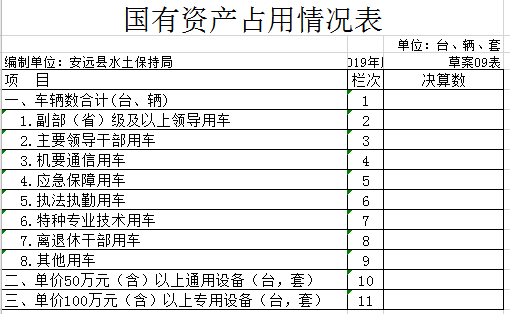 国有资产占用情况表
单位：台、辆、套
编制单位：安远县水土保持局 019年 草案09表
项 目 栏次 决算数
一、车辆数合计(台、辆) 1
1.副部（省）级及以上领导用车 2
2.主要领导干部用车 3
3.机要通信用车 4
4.应急保障用车 5
5.执法执勤用车 6
6.特种专业技术用车 7
7.离退休干部用车 8
8.其他用车 9
二、单价50万元（含）以上通用设备（台，套） 10
三、单价100万元（含）以上专用设备（台，套） 11